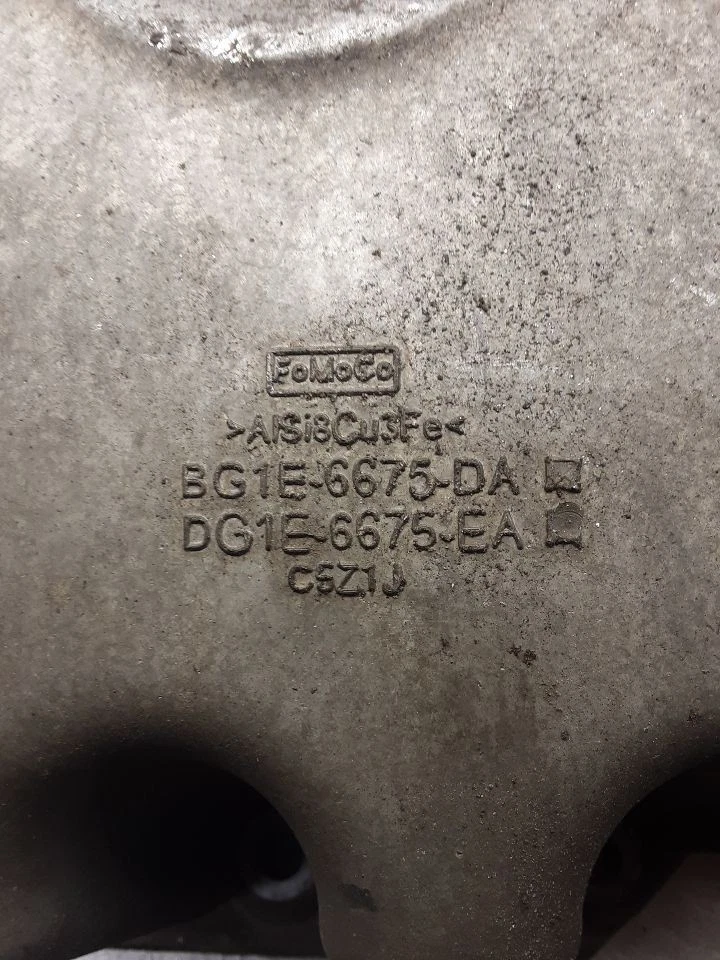 FoMoCo
>AlSi8Cu3Fe<
BG1E-6675-DA
DG1E-6675-EA
C5Z1J